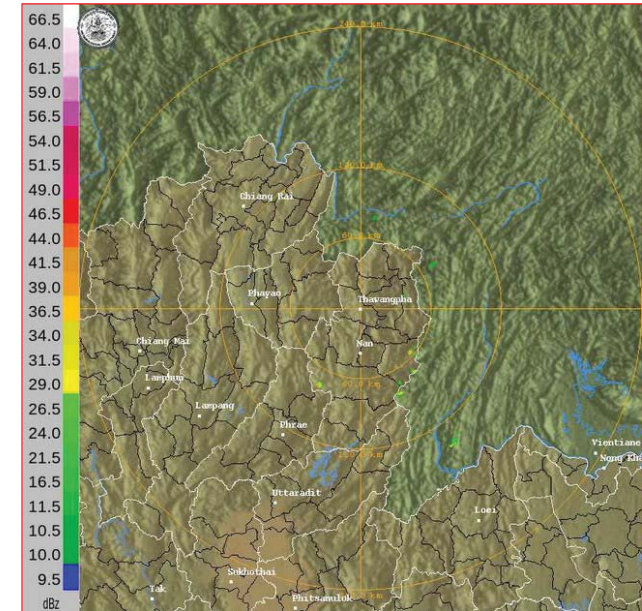 66.5
64.0
61.5
59.0
56.5
54.0
51.5
49.0
46.5
44.0
41.5
39.0
36.5
34.0
31.5
29.0
26.5
24.0
21.5
16.5
11.5
10.5
10.0
9.5
dBz
Chiang Rai
Phayao
Thawangpha
Chiang Mai
Nan
Lamphun
Lampang
Phrae
Vientiane
Nong Kha
Uttaradit
Loei
Sukhothai
Tak
Phitsanulok